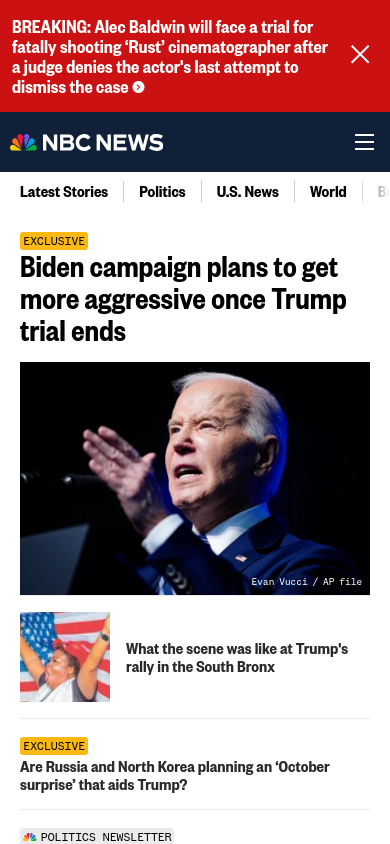 BREAKING: Alec Baldwin will face a trial for
fatally shooting ‘Rust’ cinematographer after
a judge denies the actor's last attempt to
dismiss the case
NBC NEWS
Latest Stories
Politics
U.S. News
World
EXCLUSIVE
Biden campaign plans to get
more aggressive once Trump
trial ends
Evan Vucci / AP file
What the scene was like at Trump's
rally in the South Bronx
EXCLUSIVE
Are Russia and North Korea planning an ‘October
surprise’ that aids Trump?
POLITICS NEWSLETTER